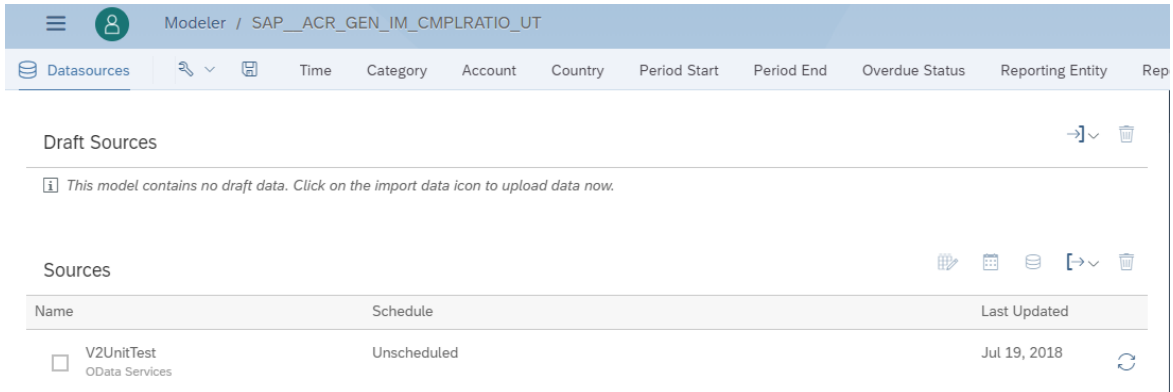 Modeler / SAP__ACR_GEN_IM_CMPLRATIO_UT
Datasources Time Category Account Country Period Start Period End Overdue Status Reporting Entity Rep
Draft Sources
i This model contains no draft data. Click on the import data icon to upload data now.
Sources
Name Schedule Last Updated
V2UnitTest Unscheduled Jul 19, 2018
OData Services